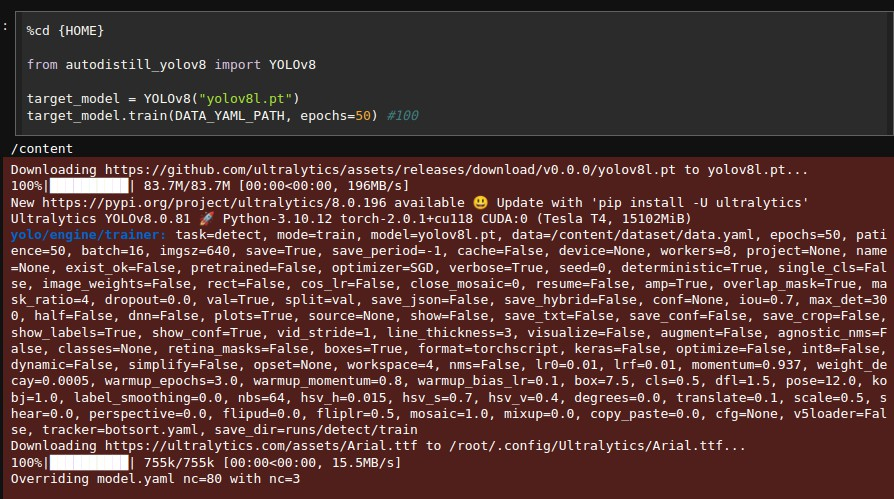 :
%cd {HOME}
from autodistill_yolov8 import YOLOv8
target_model = YOLOv8("yolov8l.pt")
target_model.train(DATA_YAML_PATH, epochs=50) #100
/content
Downloading https://github.com/ultralytics/assets/releases/download/v0.0.0/yolov8l.pt to yolov8l.pt...
100%|██████████| 83.7M/83.7M [00:00<00:00, 196MB/s]
New https://pypi.org/project/ultralytics/8.0.196 available 😃 Update with 'pip install -U ultralytics'
Ultralytics YOLOv8.0.81 🚀 Python-3.10.12 torch-2.0.1+cu118 CUDA:0 (Tesla T4, 15102MiB)
yolo/engine/trainer: task=detect, mode=train, model=yolov8l.pt, data=/content/dataset/data.yaml, epochs=50, pati
ence=50, batch=16, imgsz=640, save=True, save_period=-1, cache=False, device=None, workers=8, project=None, name
=None, exist_ok=False, pretrained=False, optimizer=SGD, verbose=True, seed=0, deterministic=True, single_cls=Fal
se, image_weights=False, rect=False, cos_lr=False, close_mosaic=0, resume=False, amp=True, overlap_mask=True, ma
sk_ratio=4, dropout=0.0, val=True, split=val, save_json=False, save_hybrid=False, conf=None, iou=0.7, max_det=30
0, half=False, dnn=False, plots=True, source=None, show=False, save_txt=False, save_conf=False, save_crop=False,
show_labels=True, show_conf=True, vid_stride=1, line_thickness=3, visualize=False, augment=False, agnostic_nms=F
alse, classes=None, retina_masks=False, boxes=True, format=torchscript, keras=False, optimize=False, int8=False,
dynamic=False, simplify=False, opset=None, workspace=4, nms=False, lr0=0.01, lrf=0.01, momentum=0.937, weight_de
cay=0.0005, warmup_epochs=3.0, warmup_momentum=0.8, warmup_bias_lr=0.1, box=7.5, cls=0.5, dfl=1.5, pose=12.0, ko
bj=1.0, label_smoothing=0.0, nbs=64, hsv_h=0.015, hsv_s=0.7, hsv_v=0.4, degrees=0.0, translate=0.1, scale=0.5, s
hear=0.0, perspective=0.0, flipud=0.0, fliplr=0.5, mosaic=1.0, mixup=0.0, copy_paste=0.0, cfg=None, v5loader=Fal
se, tracker=botsort.yaml, save_dir=runs/detect/train
Downloading https://ultralytics.com/assets/Arial.ttf to /root/.config/Ultralytics/Arial.ttf...
100%|██████████| 755k/755k [00:00<00:00, 15.5MB/s]
Overriding model.yaml nc=80 with nc=3